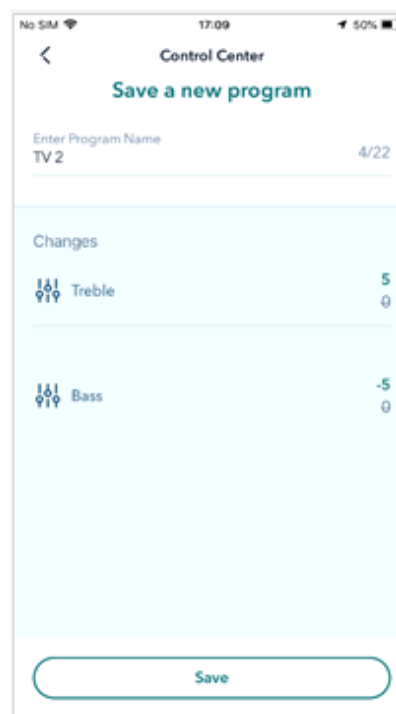 No SIM 17:09 50%
Control Center
Save a new program
Enter Program Name
TV 2 4/22
Changes
Treble 5
0
Bass -5
0
Save